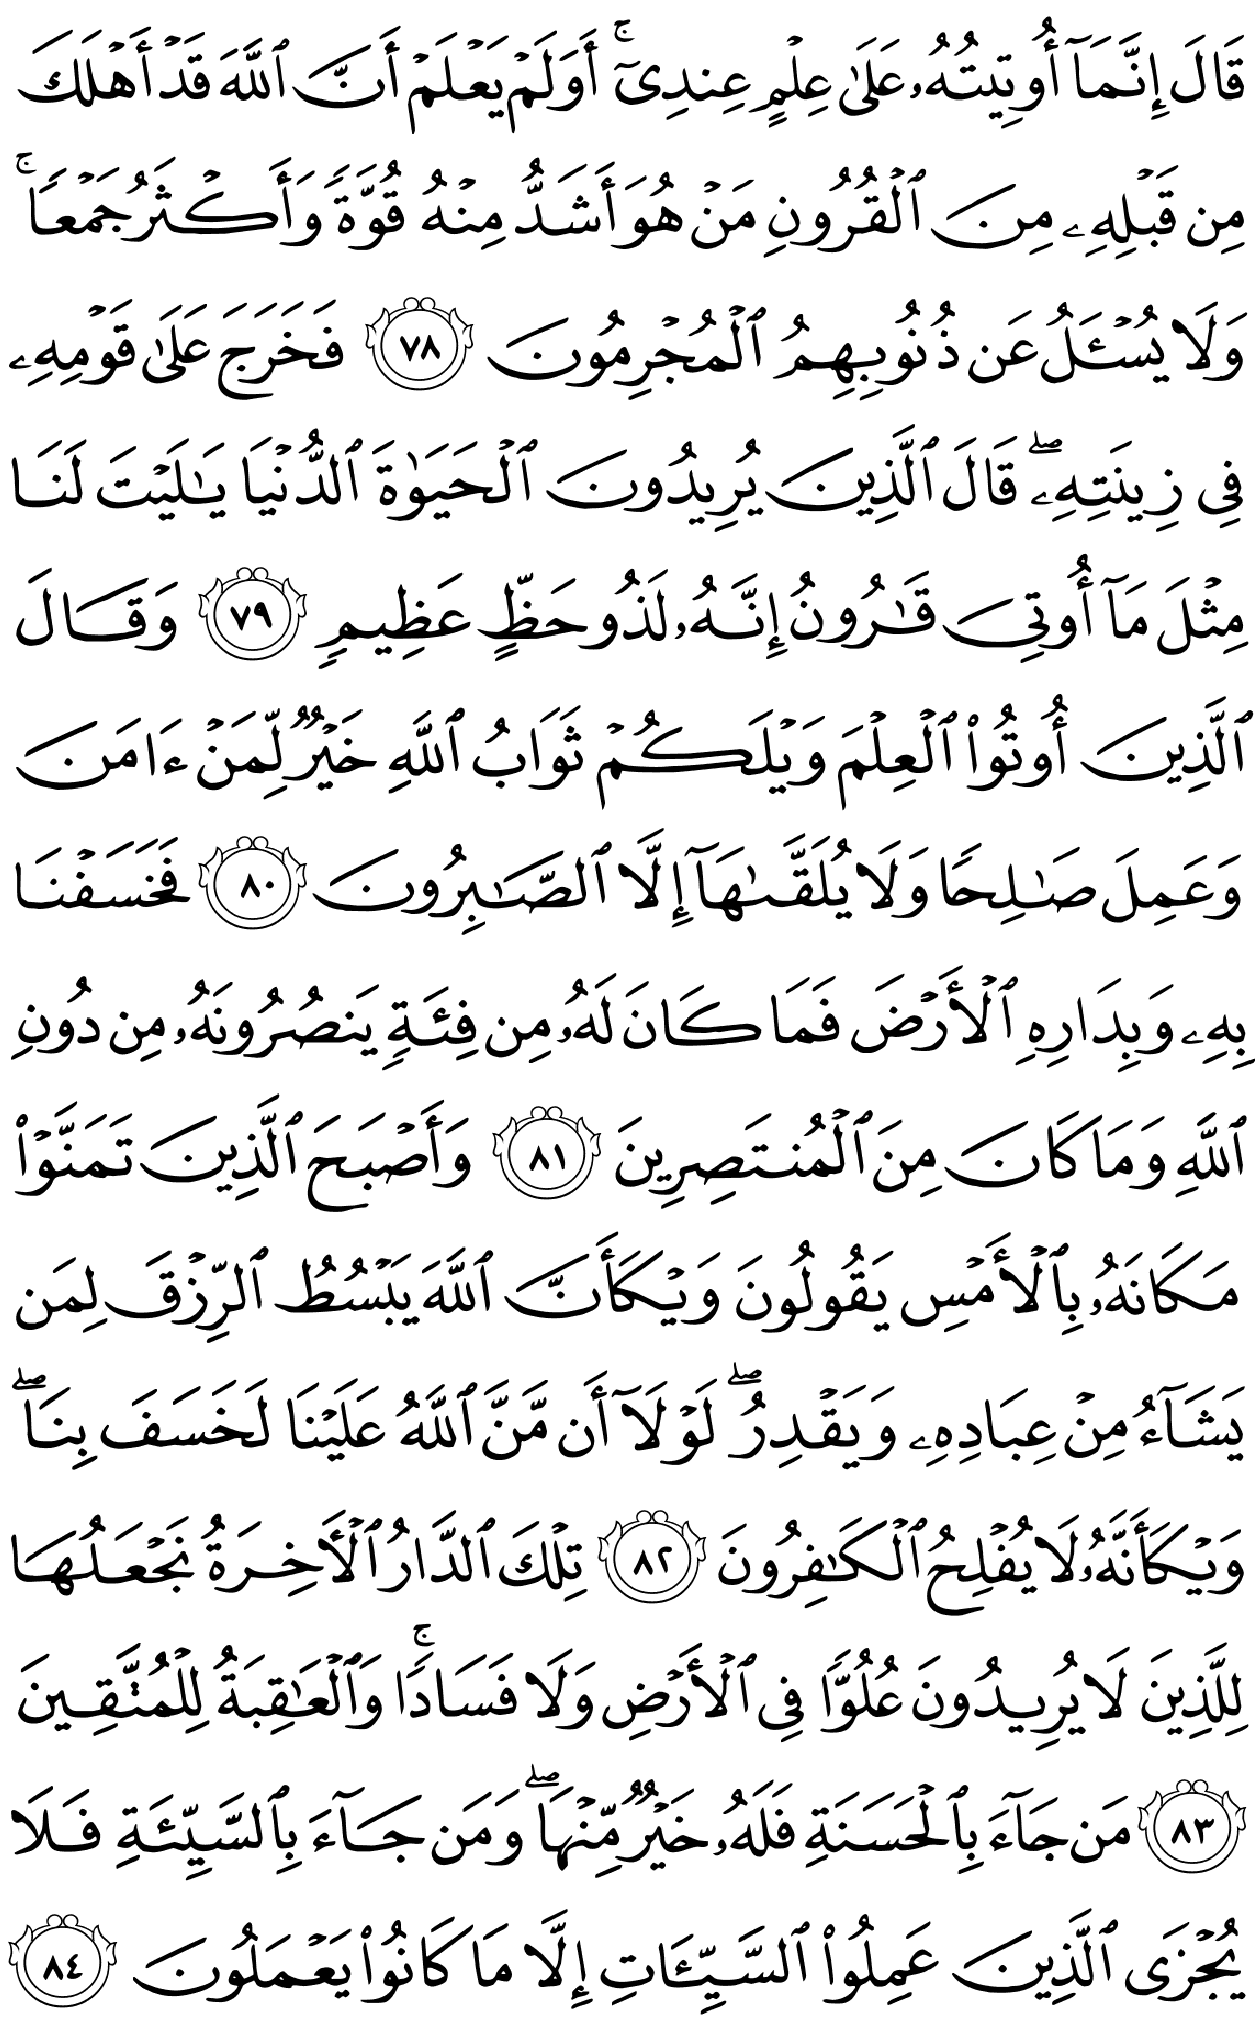 قَالَ إِنَّمَآ أُوتِيتُهُۥ عَلَىٰ عِلْمٍ عِندِىٓ ۚ أَوَلَمْ يَعْلَمْ أَنَّ ٱللَّهَ قَدْ أَهْلَكَ
مِن قَبْلِهِۦ مِنَ ٱلْقُرُونِ مَنْ هُوَ أَشَدُّ مِنْهُ قُوَّةً وَأَكْثَرُ جَمْعًا ۚ
وَلَا يُسْـَٔلُ عَن ذُنُوبِهِمُ ٱلْمُجْرِمُونَ ٧٨ فَخَرَجَ عَلَىٰ قَوْمِهِۦ
فِى زِينَتِهِۦ ۖ قَالَ ٱلَّذِينَ يُرِيدُونَ ٱلْحَيَوٰةَ ٱلدُّنْيَا يَـٰلَيْتَ لَنَا
مِثْلَ مَآ أُوتِىَ قَـٰرُونُ إِنَّهُۥ لَذُو حَظٍّ عَظِيمٍ ٧٩ وَقَالَ
ٱلَّذِينَ أُوتُوا۟ ٱلْعِلْمَ وَيْلَكُمْ ثَوَابُ ٱللَّهِ خَيْرٌ لِّمَنْ ءَامَنَ
وَعَمِلَ صَـٰلِحًا وَلَا يُلَقَّىٰهَآ إِلَّا ٱلصَّـٰبِرُونَ ٨٠ فَخَسَفْنَا
بِهِۦ وَبِدَارِهِ ٱلْأَرْضَ فَمَا كَانَ لَهُۥ مِن فِئَةٍ يَنصُرُونَهُۥ مِن دُونِ
ٱللَّهِ وَمَا كَانَ مِنَ ٱلْمُنتَصِرِينَ ٨١ وَأَصْبَحَ ٱلَّذِينَ تَمَنَّوْا۟
مَكَانَهُۥ بِٱلْأَمْسِ يَقُولُونَ وَيْكَأَنَّ ٱللَّهَ يَبْسُطُ ٱلرِّزْقَ لِمَن
يَشَآءُ مِنْ عِبَادِهِۦ وَيَقْدِرُ ۖ لَوْلَآ أَن مَّنَّ ٱللَّهُ عَلَيْنَا لَخَسَفَ بِنَا ۖ
وَيْكَأَنَّهُۥ لَا يُفْلِحُ ٱلْكَـٰفِرُونَ ٨٢ تِلْكَ ٱلدَّارُ ٱلْـَٔاخِرَةُ نَجْعَلُهَا
لِلَّذِينَ لَا يُرِيدُونَ عُلُوًّا فِى ٱلْأَرْضِ وَلَا فَسَادًا ۚ وَٱلْعَـٰقِبَةُ لِلْمُتَّقِينَ
٨٣ مَن جَآءَ بِٱلْحَسَنَةِ فَلَهُۥ خَيْرٌ مِّنْهَا ۖ وَمَن جَآءَ بِٱلسَّيِّئَةِ فَلَا
يُجْزَى ٱلَّذِينَ عَمِلُوا۟ ٱلسَّيِّـَٔاتِ إِلَّا مَا كَانُوا۟ يَعْمَلُونَ ٨٤